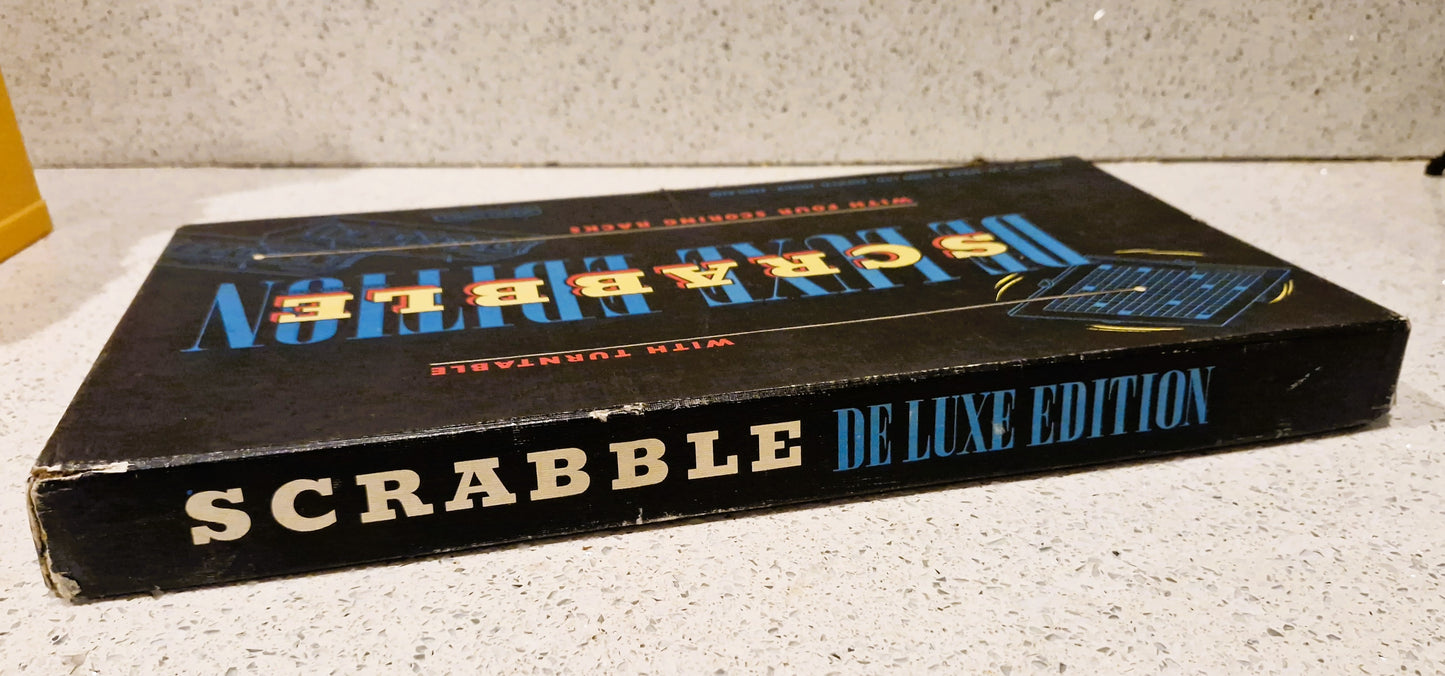 WITH FOUR SCORING RACKS
DE LUXE EDITION
SCRABBLE
WITH TURNTABLE
SCRABBLE DE LUXE EDITION